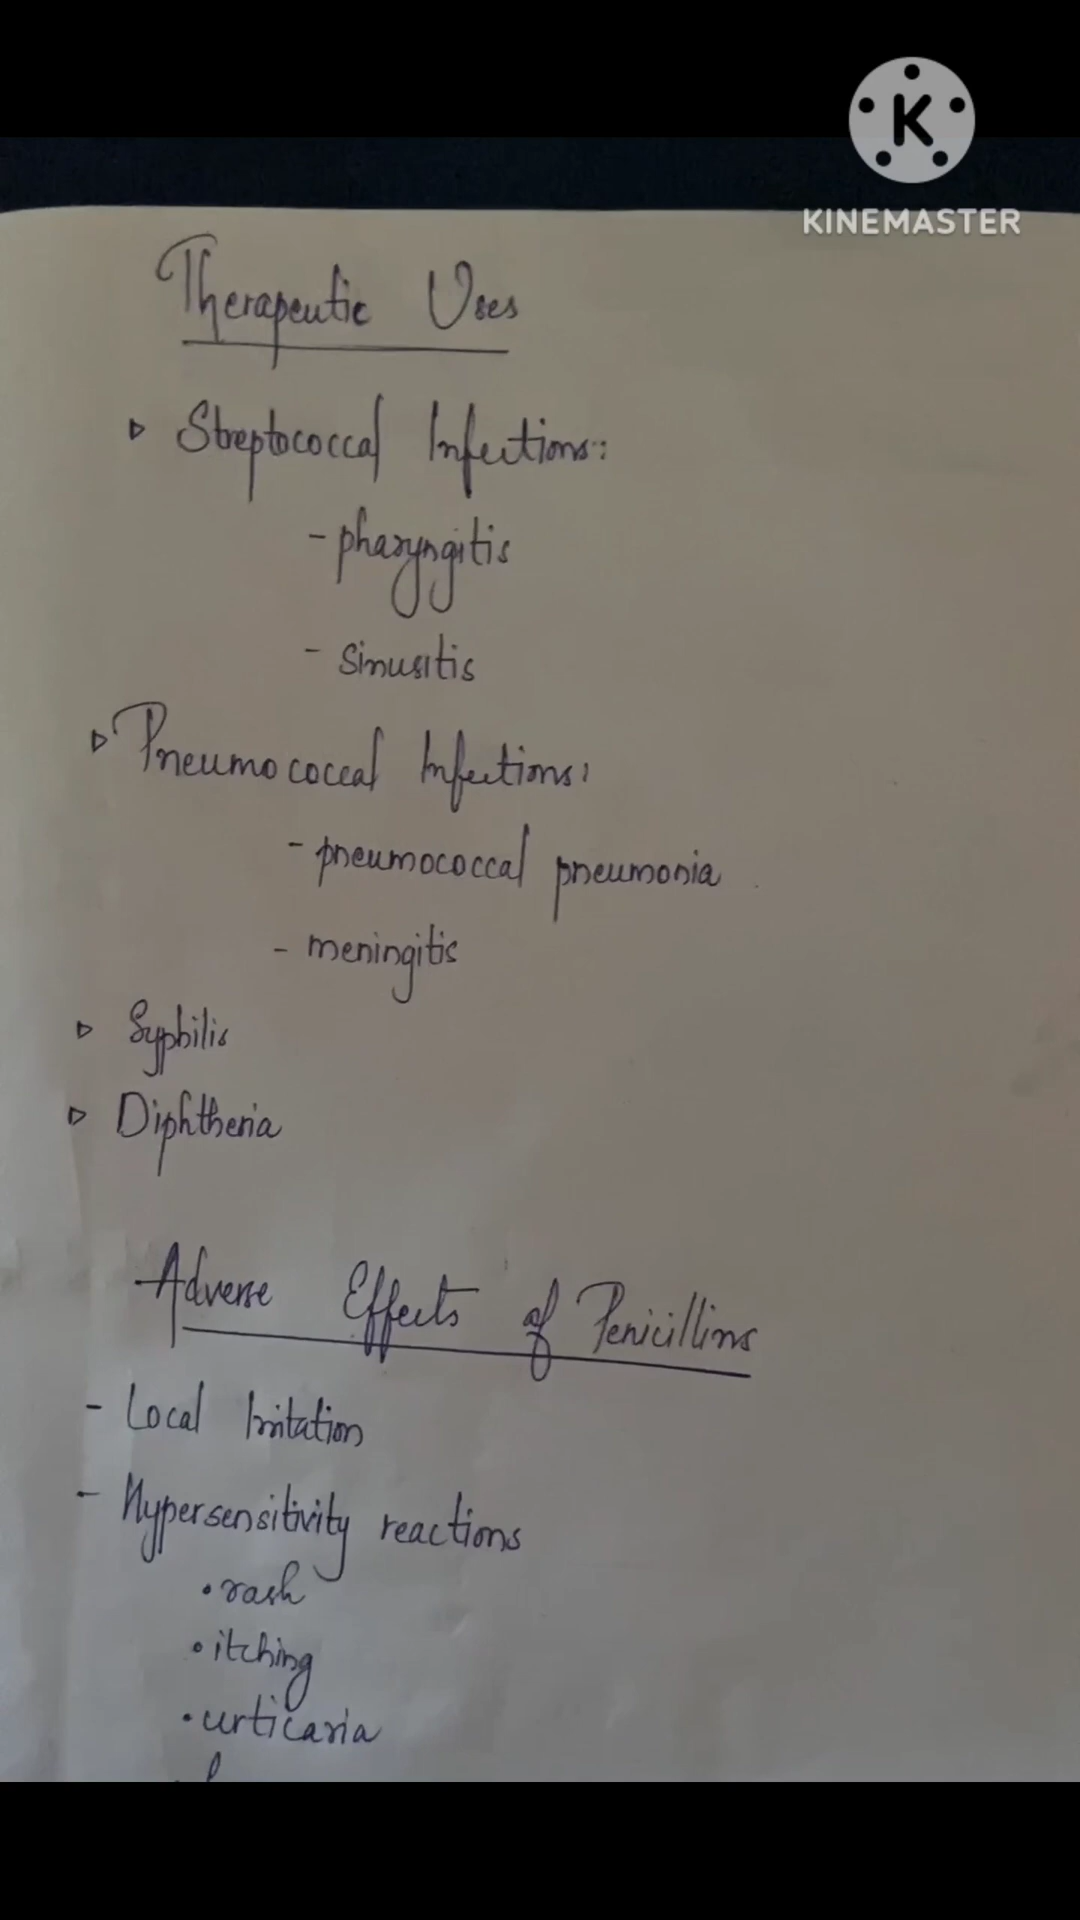 K
KINEMASTER
Therapeutic Uses
▷ Streptococcal Infections:
- pharyngitis
- sinusitis
▷ Pneumococcal Infections:
- pneumococcal pneumonia
- meningitis
▷ Syphilis
▷ Diphtheria
Adverse Effects of Penicillins
- Local Irritation
- Hypersensitivity reactions
• rash
• itching
• urticaria